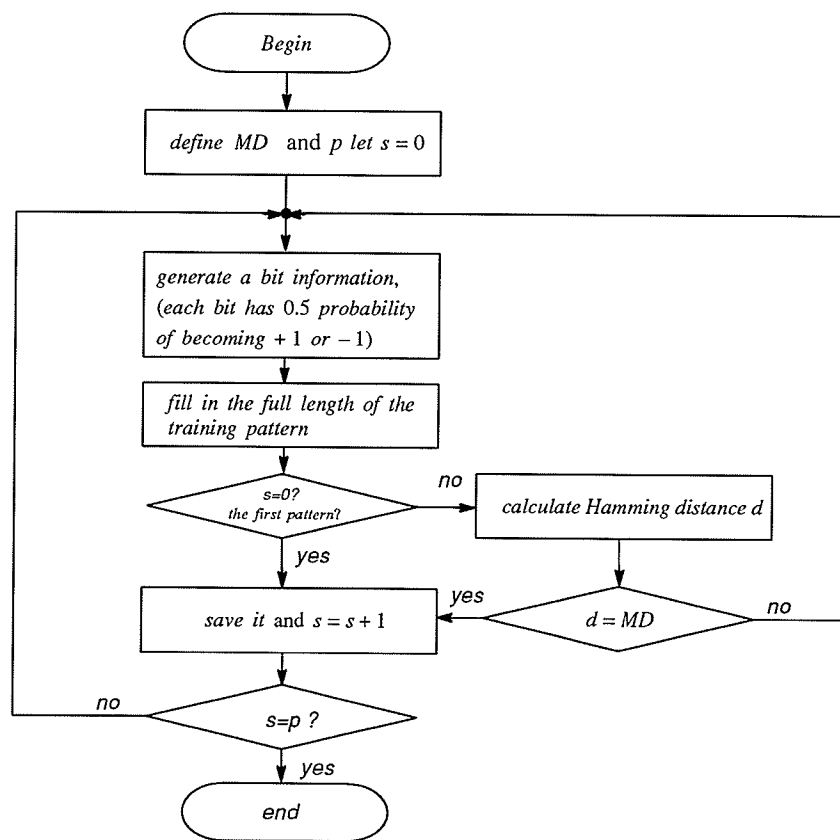 Begin
define MD and p let s = 0
generate a bit information,
(each bit has 0.5 probability
of becoming + 1 or − 1)
fill in the full length of the
training pattern
s=0?
the first pattern?
no
calculate Hamming distance d
yes
save it and s = s + 1
yes
d = MD
no
no
s=p ?
yes
end